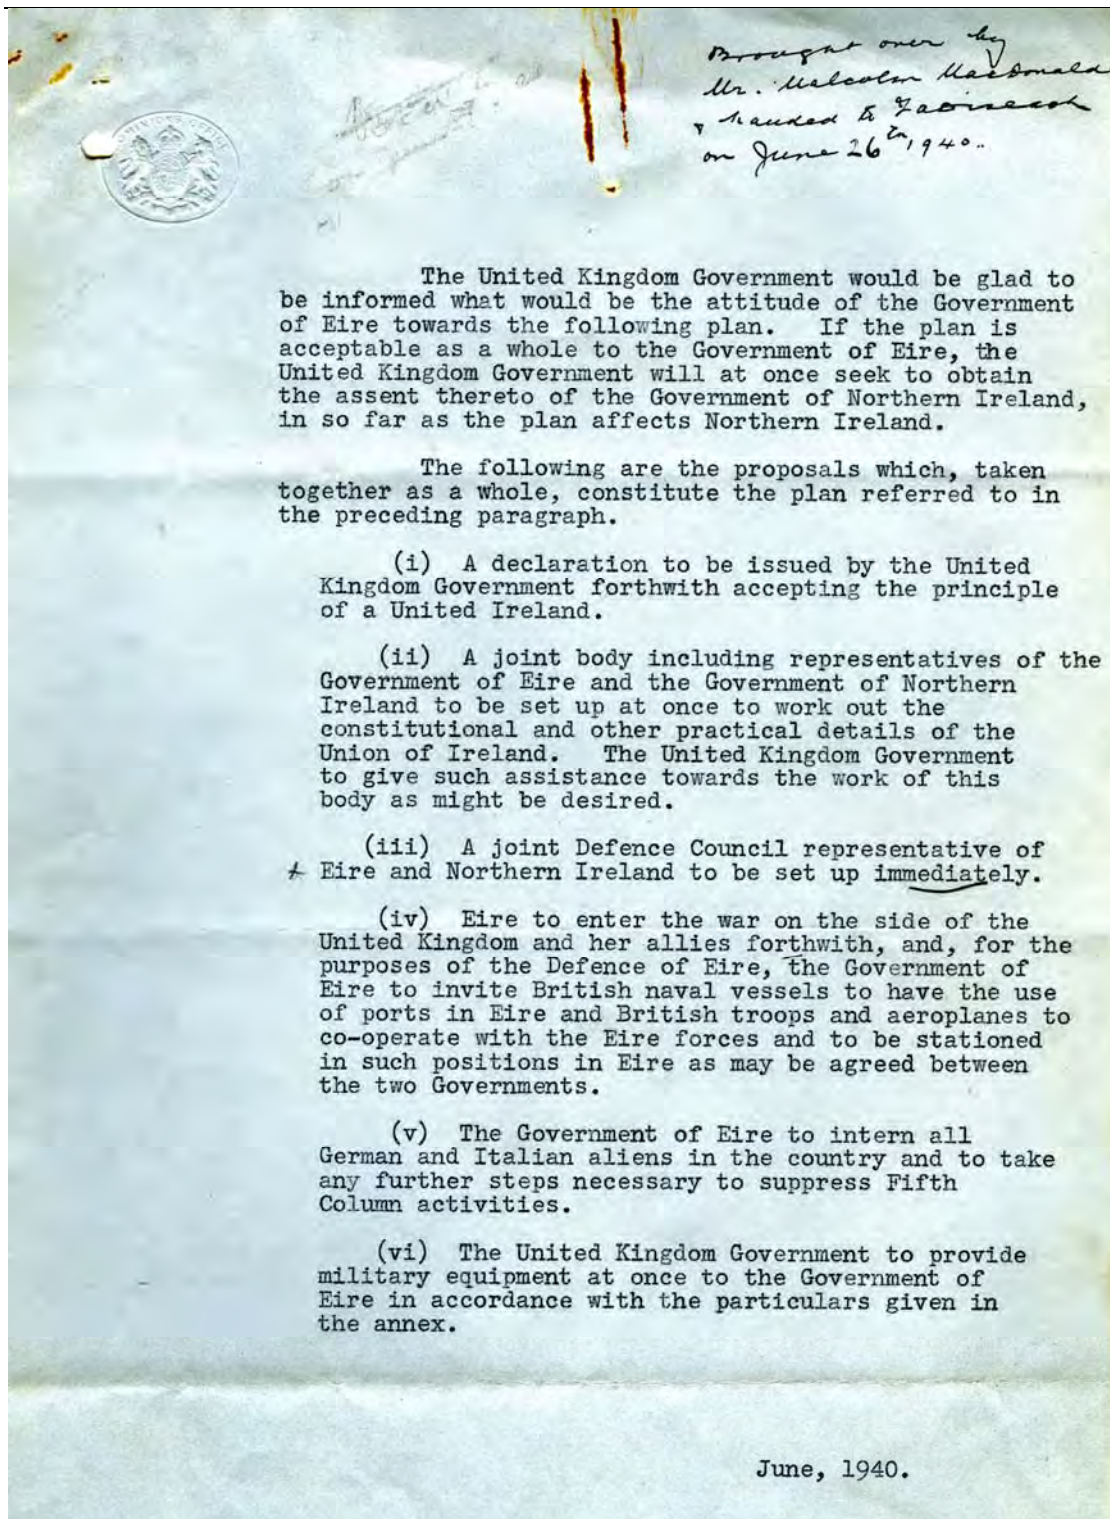 Brought over by
Mr. Malcolm MacDonald
& handed to Taoiseach
on June 26th, 1940.
DOMINIONS OFFICE
The United Kingdom Government would be glad to
be informed what would be the attitude of the Government
of Eire towards the following plan. If the plan is
acceptable as a whole to the Government of Eire, the
United Kingdom Government will at once seek to obtain
the assent thereto of the Government of Northern Ireland,
in so far as the plan affects Northern Ireland.
The following are the proposals which, taken
together as a whole, constitute the plan referred to in
the preceding paragraph.
(i) A declaration to be issued by the United
Kingdom Government forthwith accepting the principle
of a United Ireland.
(ii) A joint body including representatives of the
Government of Eire and the Government of Northern
Ireland to be set up at once to work out the
constitutional and other practical details of the
Union of Ireland. The United Kingdom Government
to give such assistance towards the work of this
body as might be desired.
(iii) A joint Defence Council representative of
Eire and Northern Ireland to be set up immediately.
(iv) Eire to enter the war on the side of the
United Kingdom and her allies forthwith, and, for the
purposes of the Defence of Eire, the Government of
Eire to invite British naval vessels to have the use
of ports in Eire and British troops and aeroplanes to
co-operate with the Eire forces and to be stationed
in such positions in Eire as may be agreed between
the two Governments.
(v) The Government of Eire to intern all
German and Italian aliens in the country and to take
any further steps necessary to suppress Fifth
Column activities.
(vi) The United Kingdom Government to provide
military equipment at once to the Government of
Eire in accordance with the particulars given in
the annex.
June, 1940.